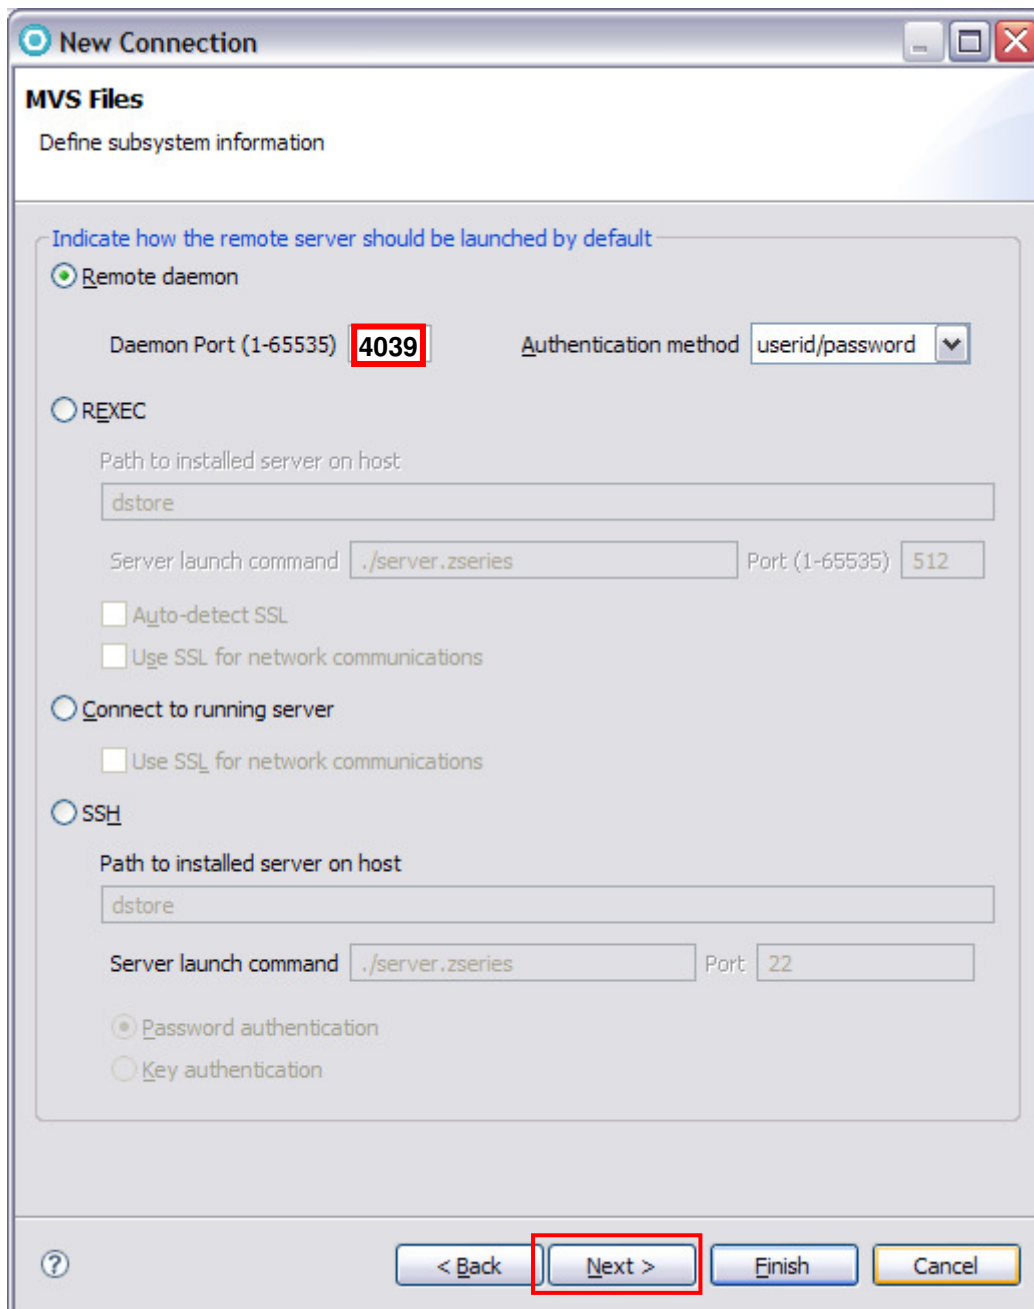 New Connection
MVS Files
Define subsystem information
Indicate how the remote server should be launched by default
Remote daemon
Daemon Port (1-65535) 4039 Authentication method userid/password
REXEC
Path to installed server on host
dstore
Server launch command ./server.zseries Port (1-65535) 512
Auto-detect SSL
Use SSL for network communications
Connect to running server
Use SSL for network communications
SSH
Path to installed server on host
dstore
Server launch command ./server.zseries Port 22
Password authentication
Key authentication
? < Back Next > Finish Cancel